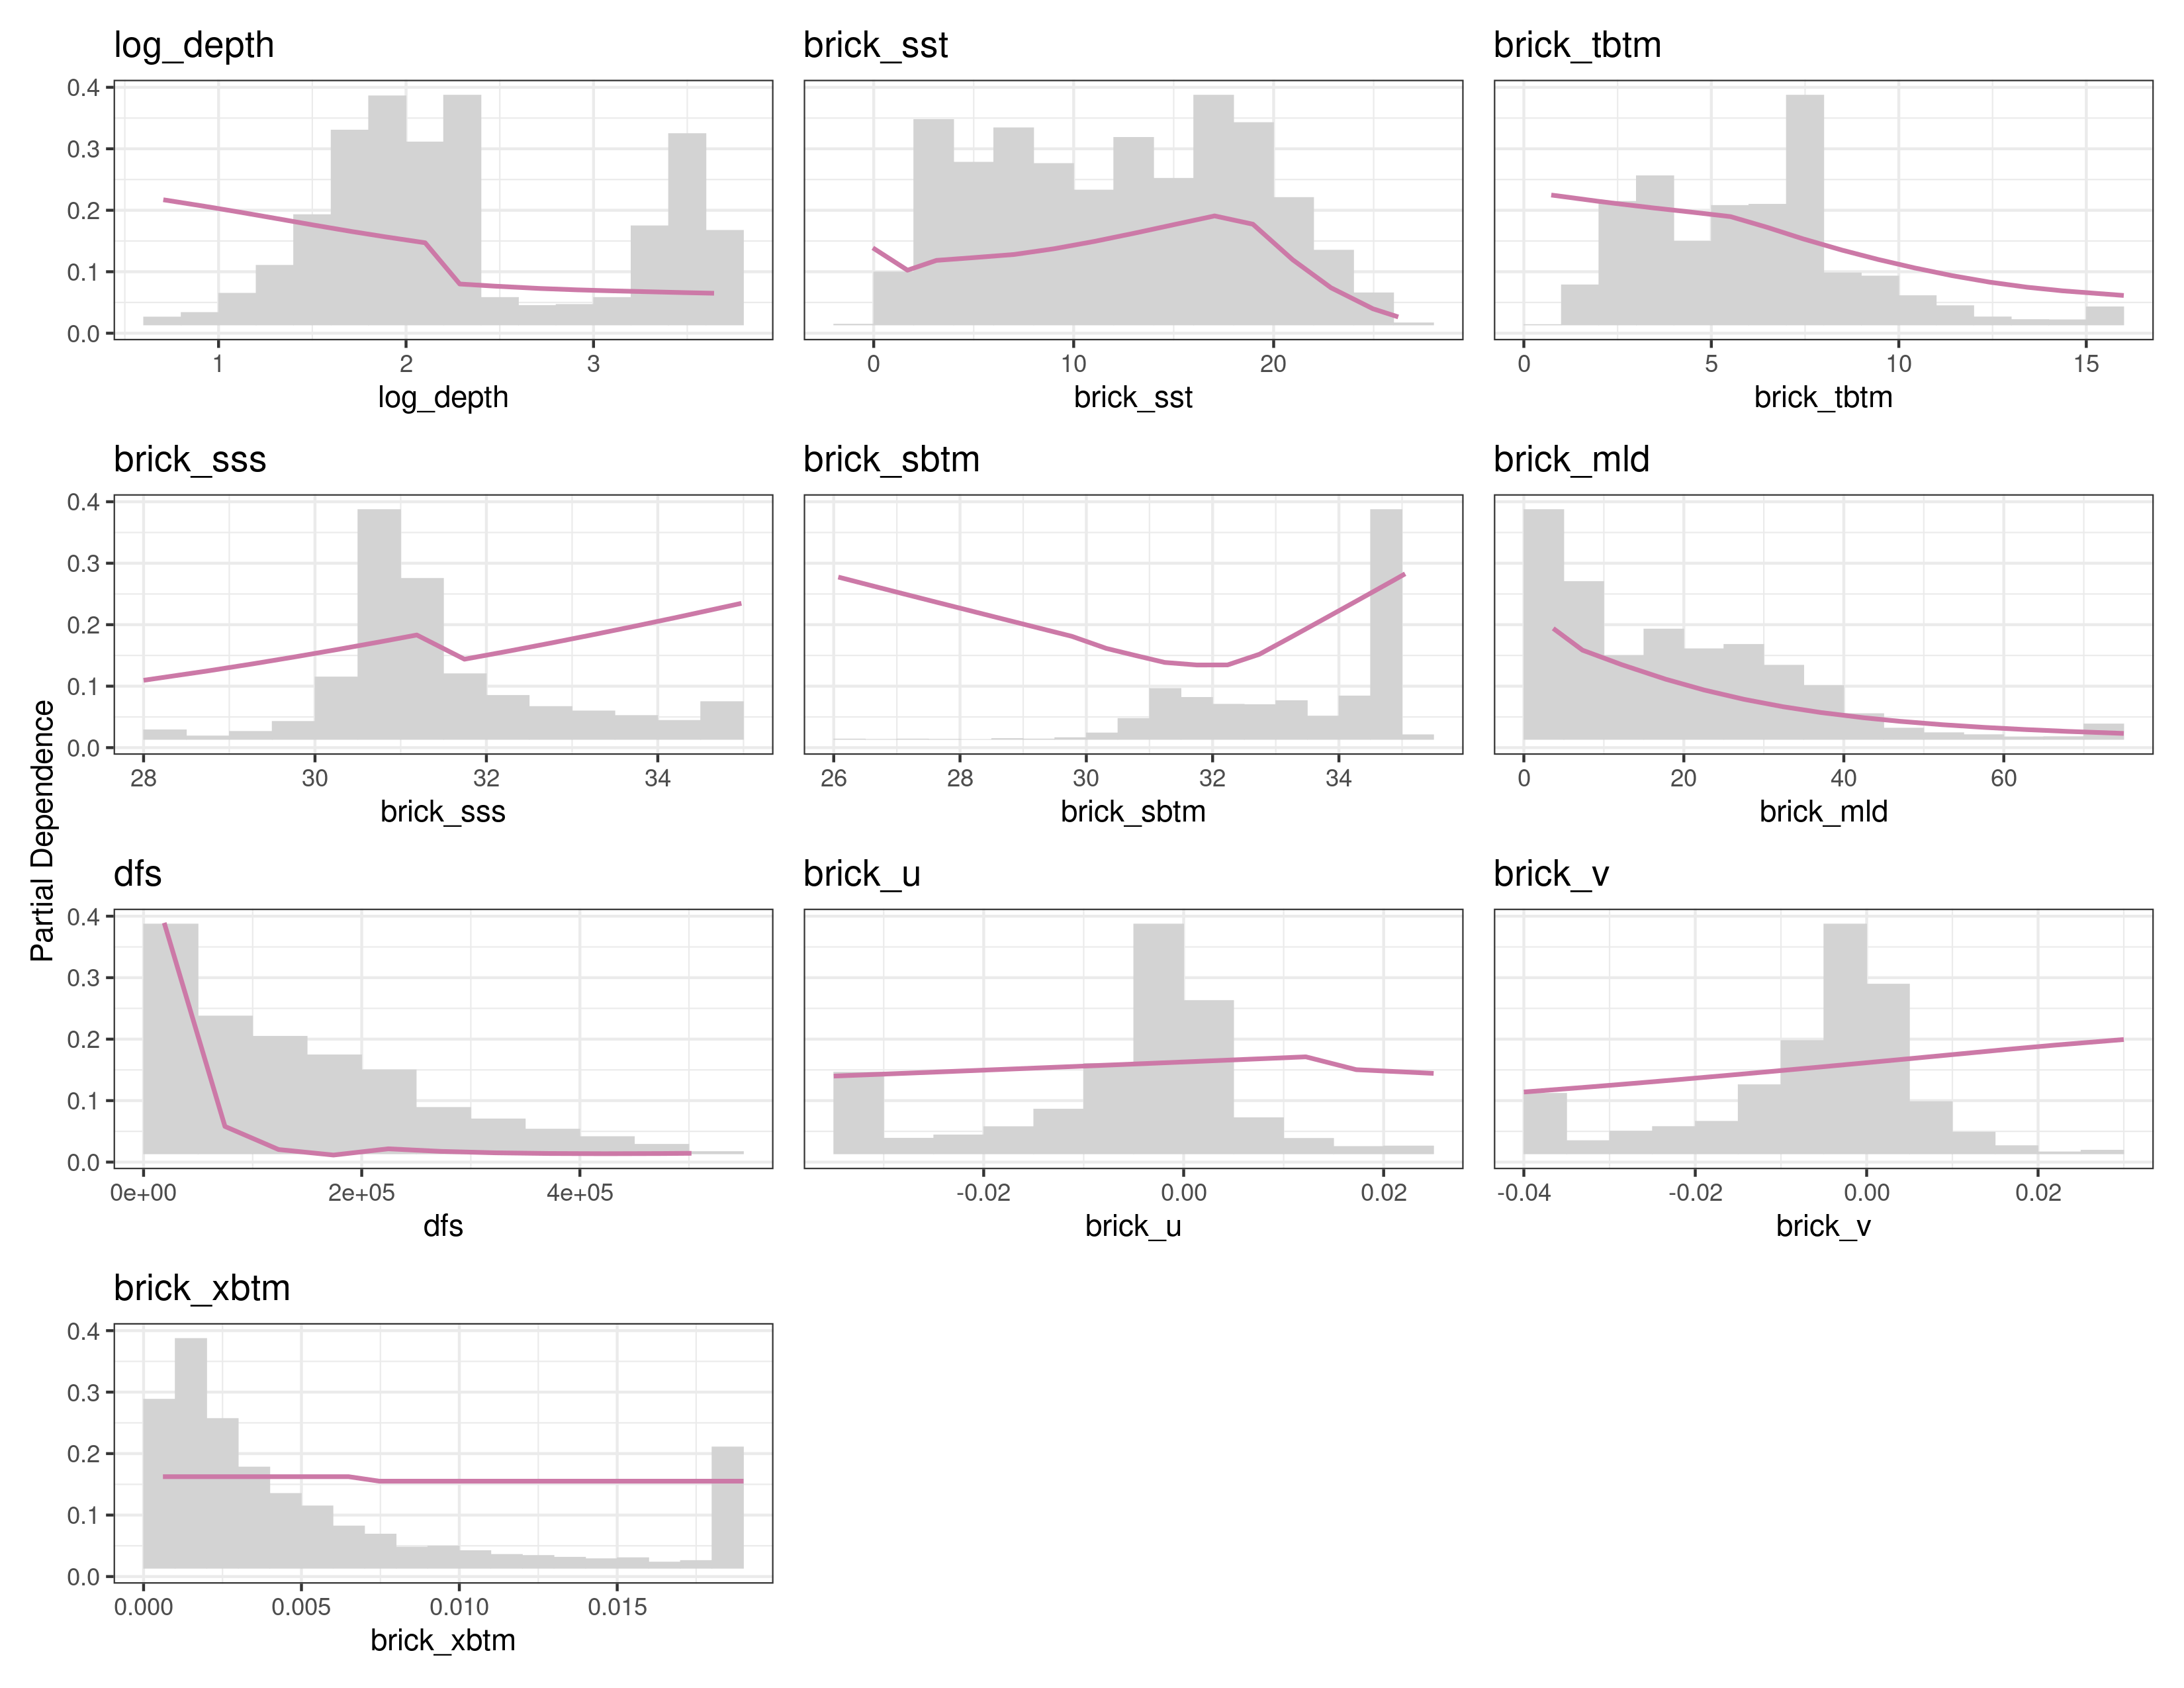 log_depth brick_sst brick_tbtm
0.4
0.3
0.2
0.1
0.0
1 2 3 0 10 20 0 5 10 15
log_depth brick_sst brick_tbtm
brick_sss brick_sbtm brick_mld
0.4
0.3
0.2
0.1
0.0
28 30 32 34 26 28 30 32 34 0 20 40 60
brick_sss brick_sbtm brick_mld
Partial Dependence
dfs brick_u brick_v
0.4
0.3
0.2
0.1
0.0
0e+00 2e+05 4e+05 -0.02 0.00 0.02 -0.04 -0.02 0.00 0.02
dfs brick_u brick_v
brick_xbtm
0.4
0.3
0.2
0.1
0.0
0.000 0.005 0.010 0.015
brick_xbtm